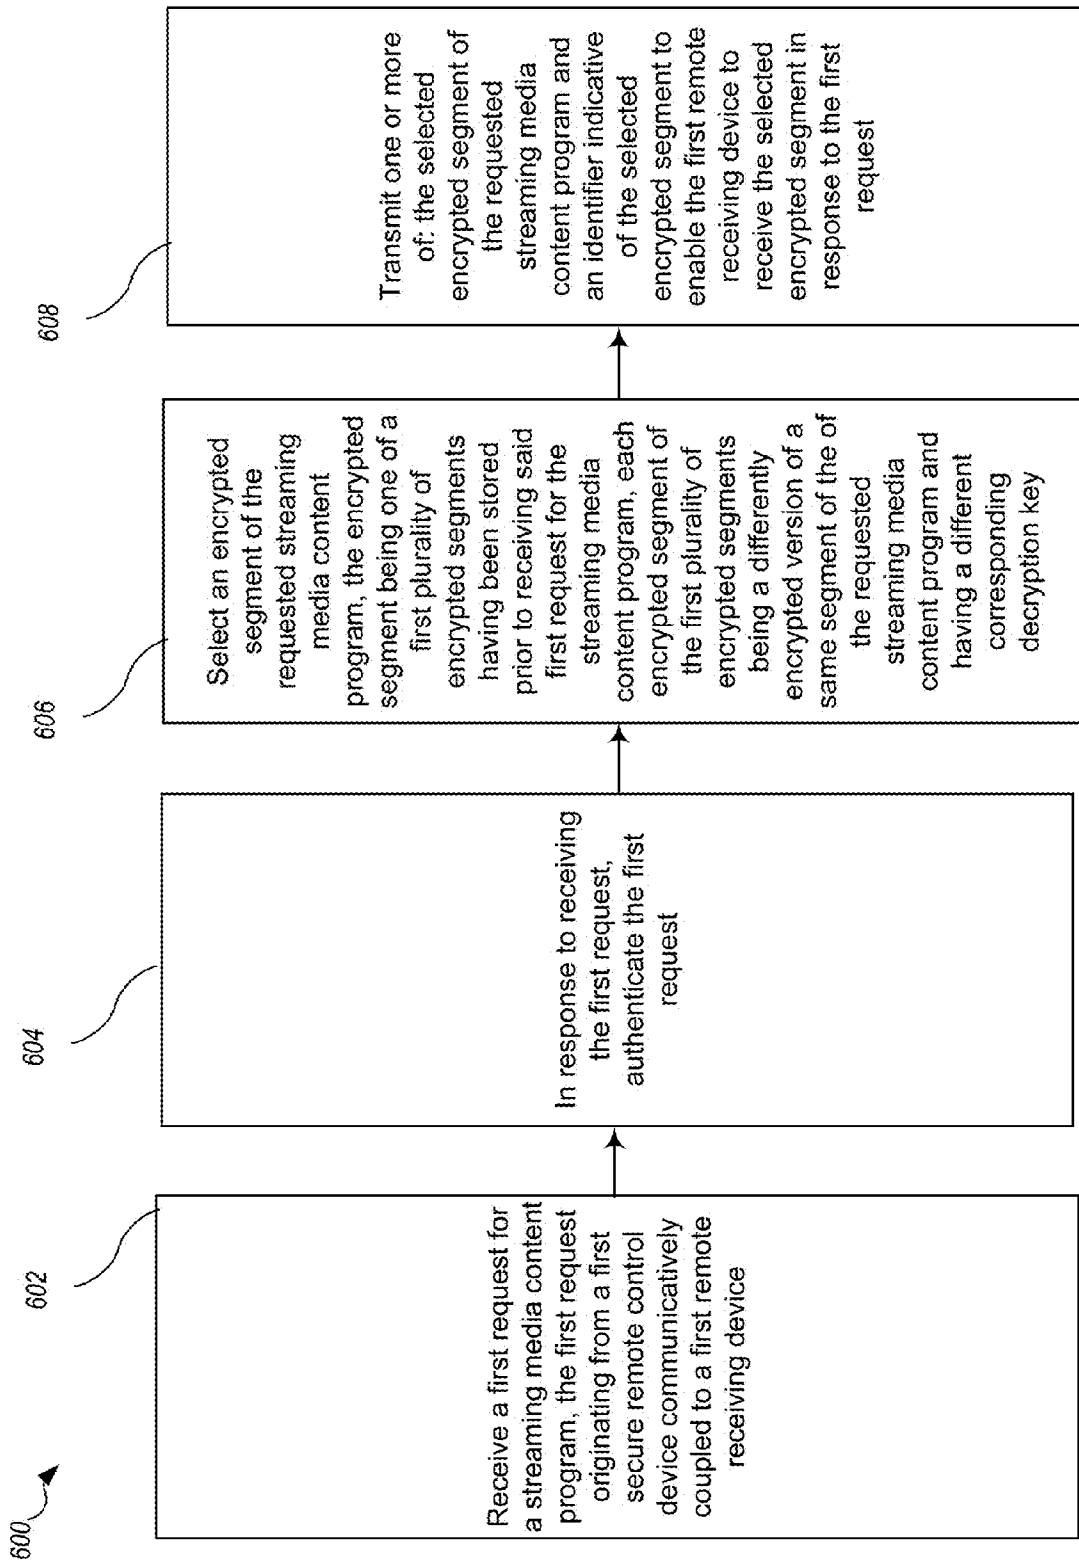 600
602
Receive a first request for
a streaming media content
program, the first request
originating from a first
secure remote control
device communicatively
coupled to a first remote
receiving device
604
In response to receiving
the first request,
authenticate the first
request
606
Select an encrypted
segment of the
requested streaming
media content
program, the encrypted
segment being one of a
first plurality of
encrypted segments
having been stored
prior to receiving said
first request for the
streaming media
content program, each
encrypted segment of
the first plurality of
encrypted segments
being a differently
encrypted version of a
same segment of the of
the requested
streaming media
content program and
having a different
corresponding
decryption key
608
Transmit one or more
of: the selected
encrypted segment of
the requested
streaming media
content program and
an identifier indicative
of the selected
encrypted segment to
enable the first remote
receiving device to
receive the selected
encrypted segment in
response to the first
request